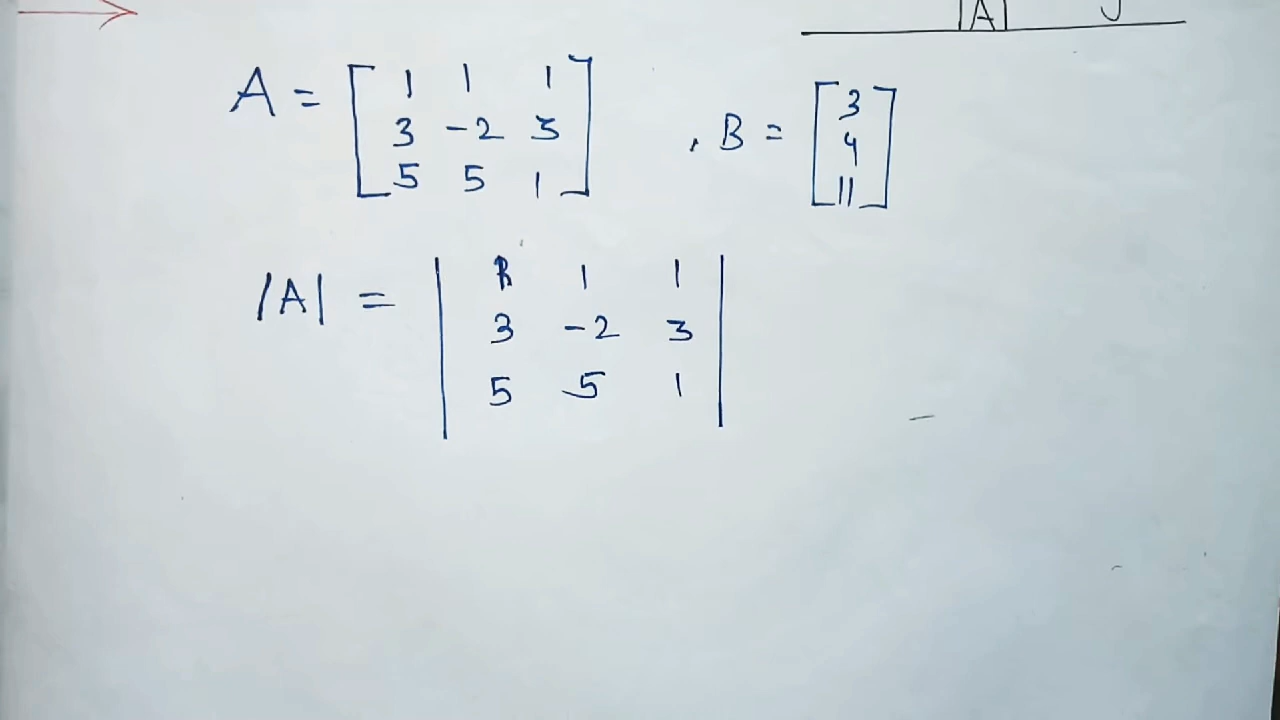 |A|
A = [ 1 1 1
3 -2 3
5 5 1 ]
, B = [ 3
4
11 ]
|A| = | 1 1 1
3 -2 3
5 5 1 |